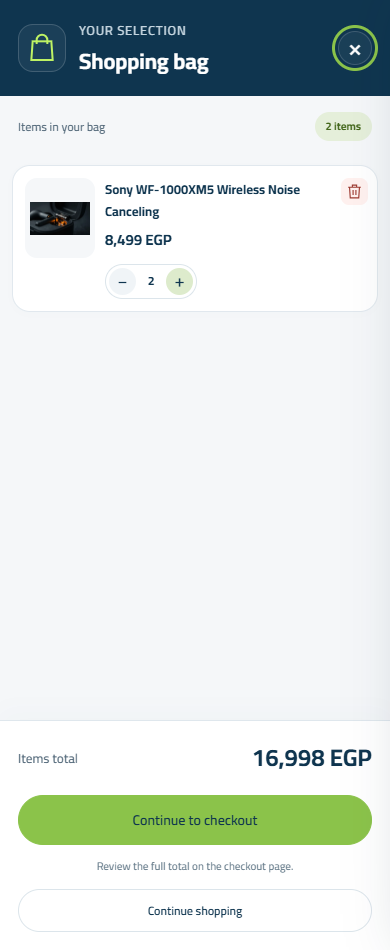 YOUR SELECTION
Shopping bag
Items in your bag
2 items
Sony WF-1000XM5 Wireless Noise
Canceling
8,499 EGP
− 2 +
Items total
16,998 EGP
Continue to checkout
Review the full total on the checkout page.
Continue shopping